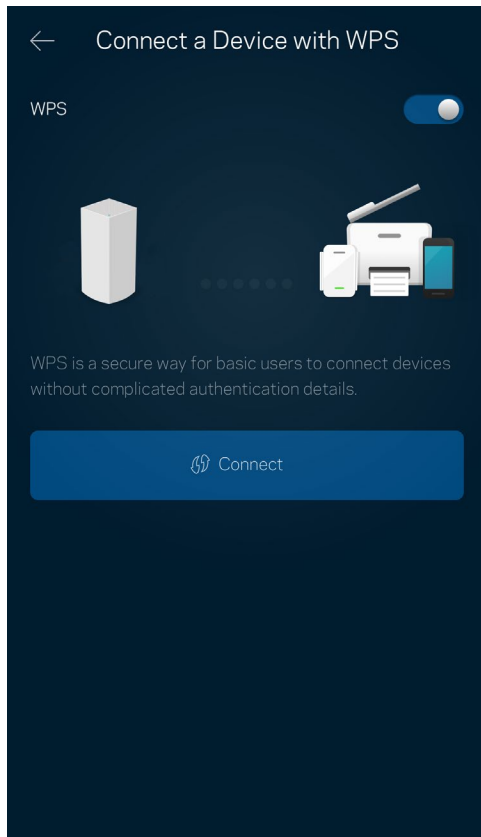 Connect a Device with WPS
WPS
WPS is a secure way for basic users to connect devices
without complicated authentication details.
Connect